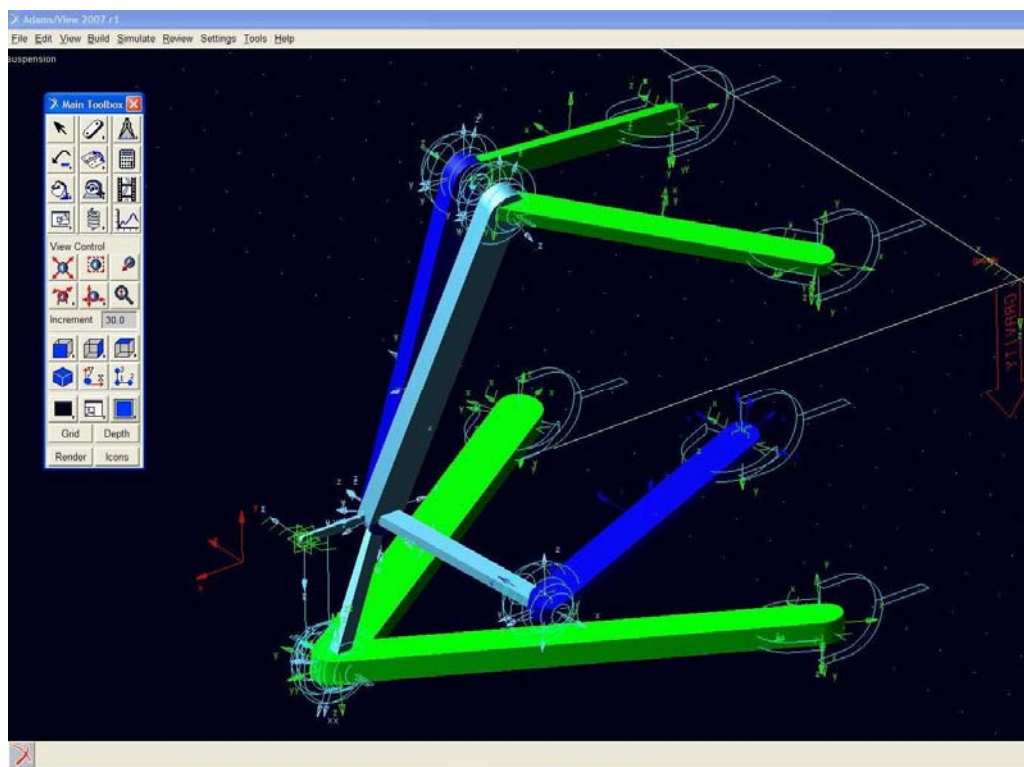 Adams/View 2007 r1
File Edit View Build Simulate Review Settings Tools Help
suspension
Main Toolbox
View Control
Increment 30.0
Grid Depth
Render Icons
GRAVITY